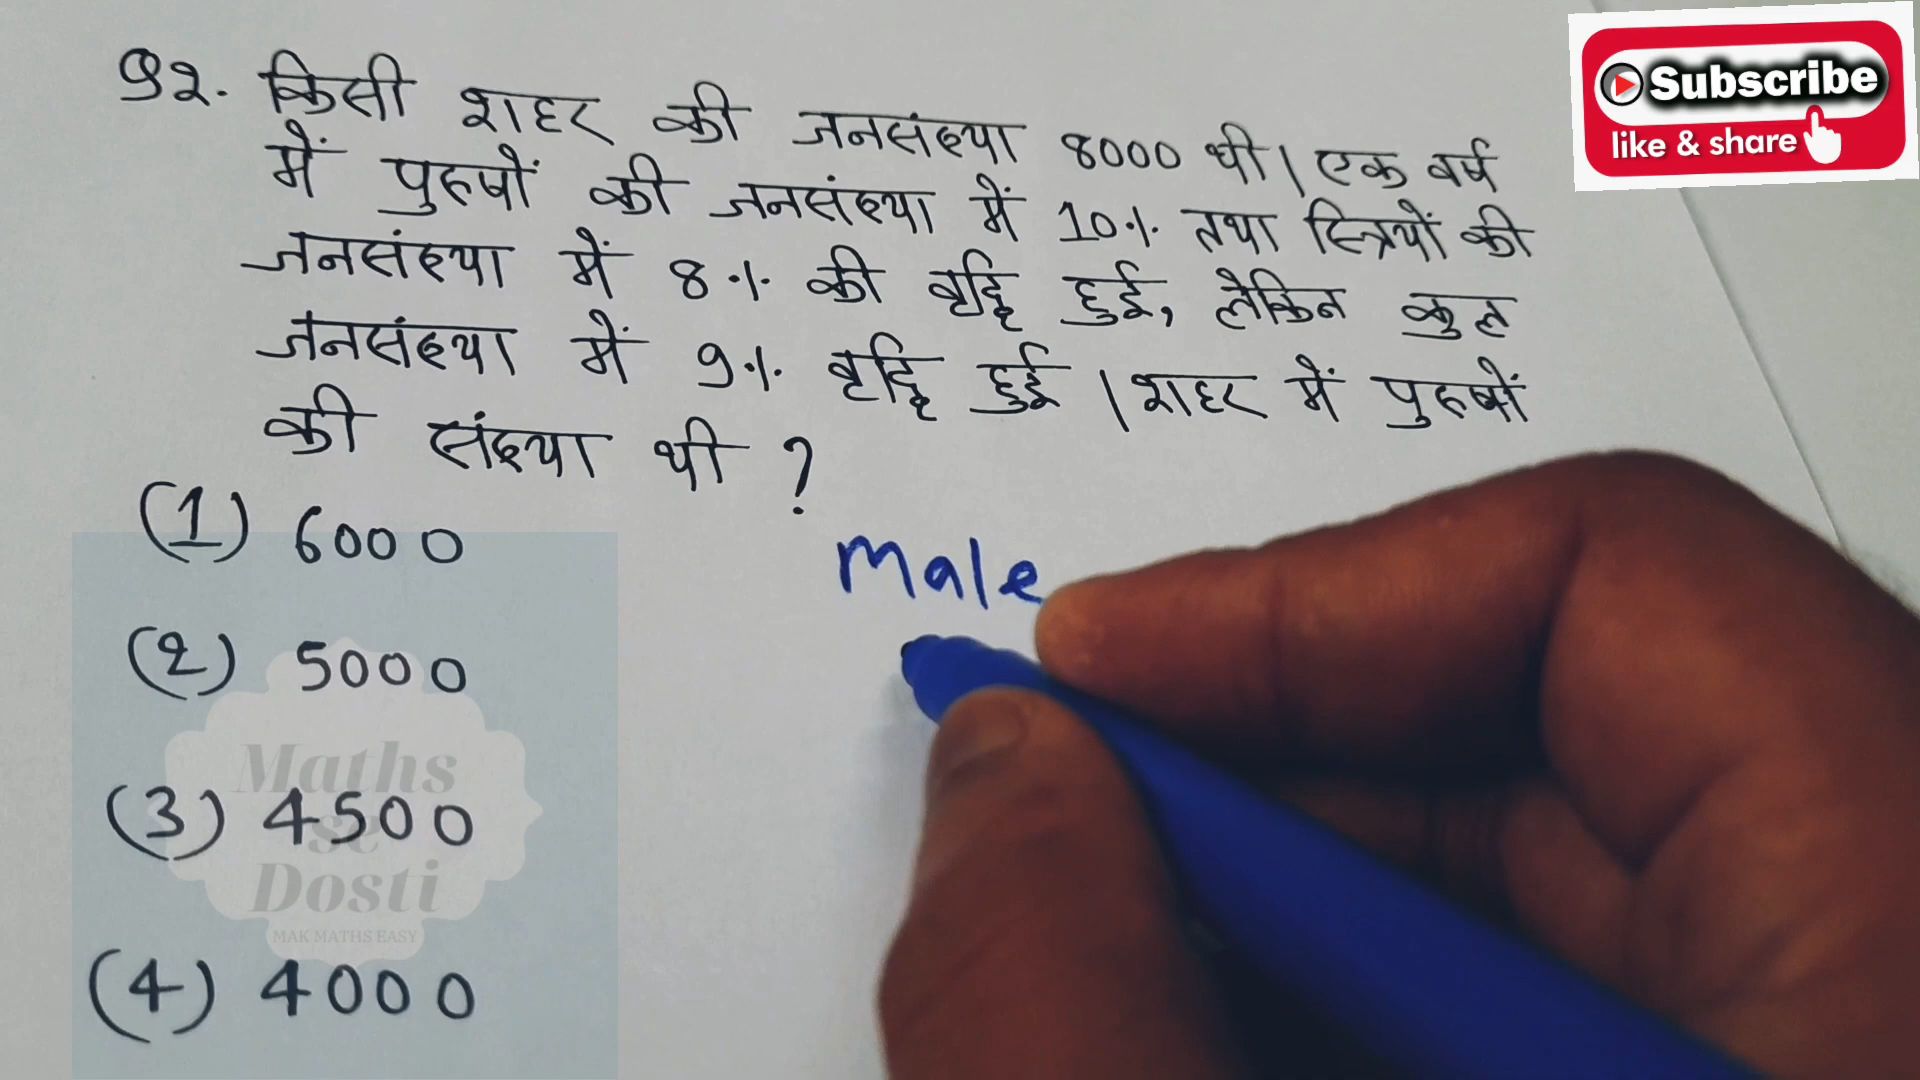 Q2. किसी शहर की जनसंख्या 8000 थी। एक वर्ष
में पुरुषों की जनसंख्या में 10% तथा स्त्रियों की
जनसंख्या में 8% की वृद्धि हुई, लेकिन कुल
जनसंख्या में 9% वृद्धि हुई। शहर में पुरुषों
की संख्या थी ?
(1) 6000
(2) 5000
(3) 4500
(4) 4000
Male
Maths
se
Dosti
MAK MATHS EASY
Subscribe
like & share